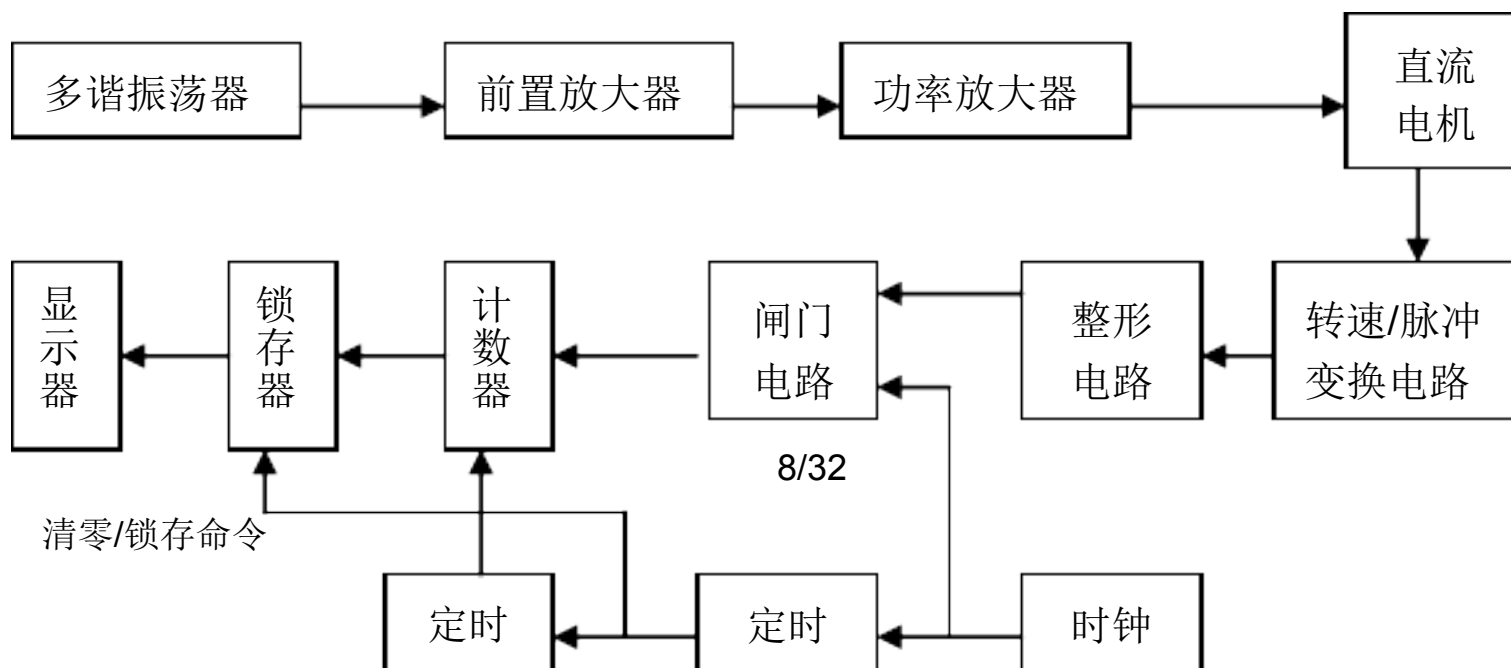 多谐振荡器
前置放大器
功率放大器
直流
电机
显示器
锁存器
计数器
闸门
电路
整形
电路
转速/脉冲
变换电路
8/32
清零/锁存命令
定时
定时
时钟